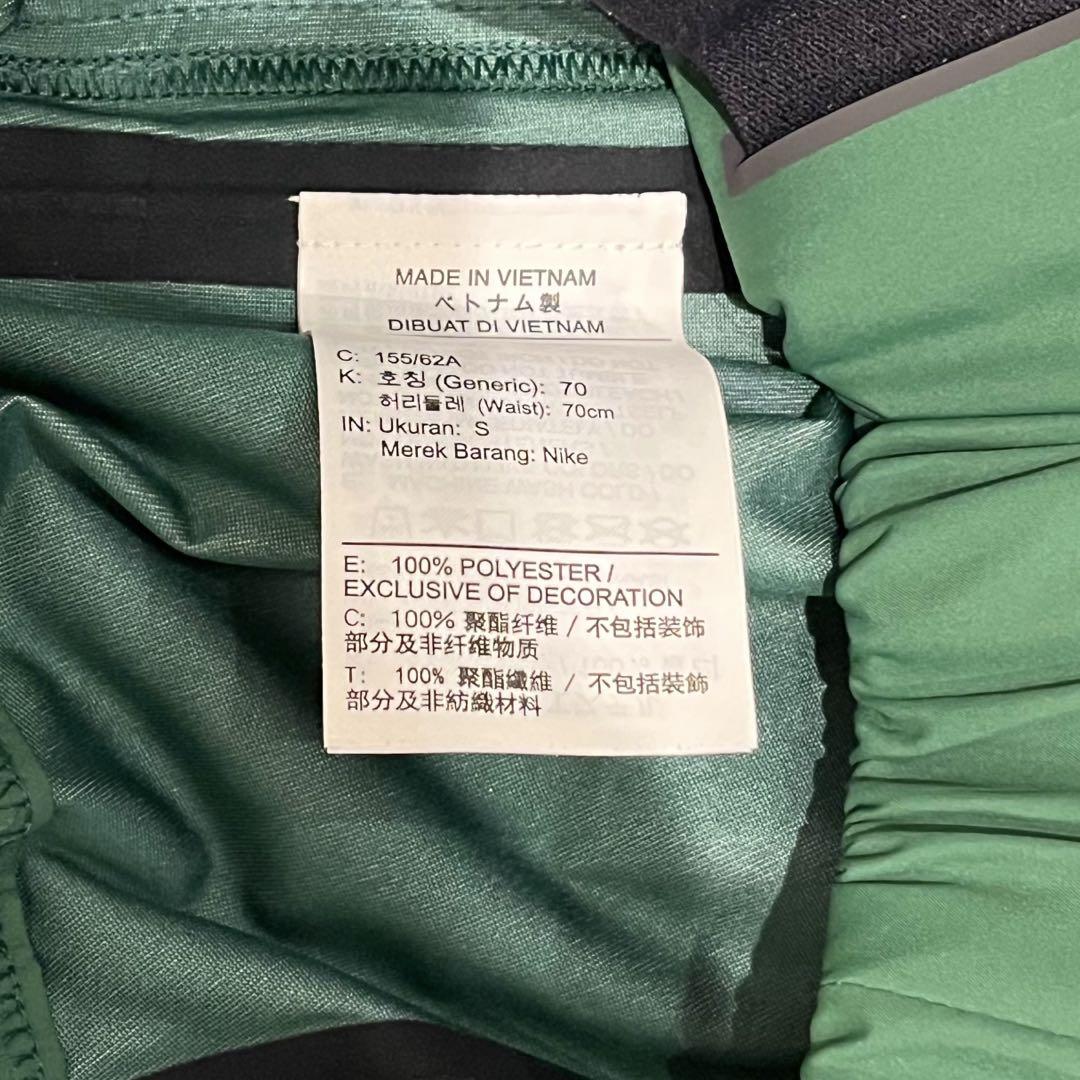 MADE IN VIETNAM
ベトナム製
DIBUAT DI VIETNAM
C: 155/62A
K: 호칭 (Generic): 70
허리둘레 (Waist): 70cm
IN: Ukuran: S
Merek Barang: Nike
E: 100% POLYESTER /
EXCLUSIVE OF DECORATION
C: 100% 聚酯纤维 / 不包括装饰
部分及非纤维物质
T: 100% 聚酯纖維 / 不包括裝飾
部分及非紡織材料